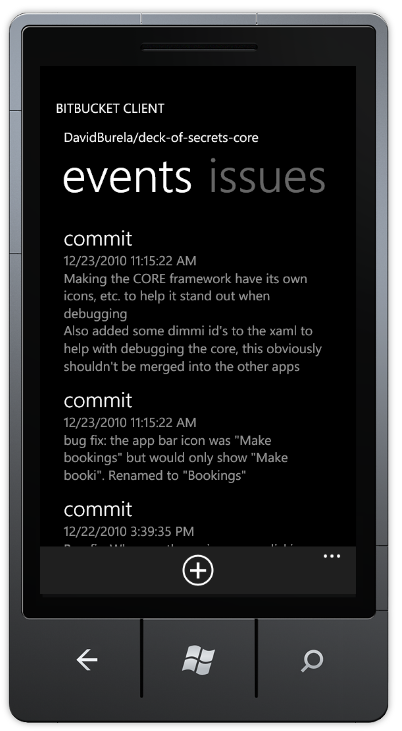 BITBUCKET CLIENT
DavidBurela/deck-of-secrets-core
events issues
commit
12/23/2010 11:15:22 AM
Making the CORE framework have its own
icons, etc. to help it stand out when
debugging
Also added some dimmi id's to the xaml to
help with debugging the core, this obviously
shouldn't be merged into the other apps
commit
12/23/2010 11:15:22 AM
bug fix: the app bar icon was "Make
bookings" but would only show "Make
booki". Renamed to "Bookings"
commit
12/22/2010 3:39:35 PM